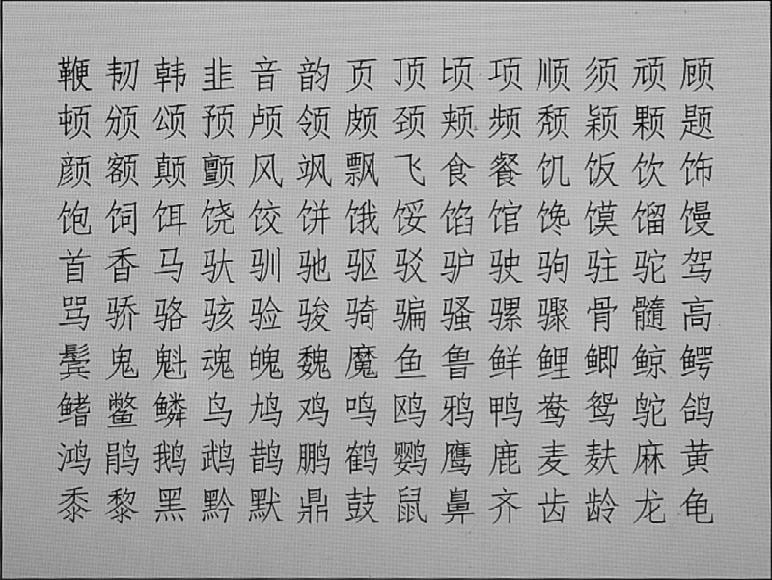 鞭韧韩韭音韵页顶顷项顺须顽顾
顿颁颂预颅领颇颈颊频颓颖颗题
颜额颠颤风飒飘飞食餐饥饭饮饰
饱饲饵饶饺饼饿馁馅馆馋馍馏馒
首香马驮驯驰驱驳驴驶驹驻驼驾
骂骄骆骇验骏骑骗骚骡骤骨髓高
鬓鬼魁魂魄魏魔鱼鲁鲜鲤鲫鲸鳄
鳍鳖鳞鸟鸠鸡鸣鸥鸦鸭鸯鸳鸵鸽
鸿鹃鹅鹉鹊鹏鹤鹦鹰鹿麦麸麻黄
黍黎黑黔默鼎鼓鼠鼻齐齿龄龙龟